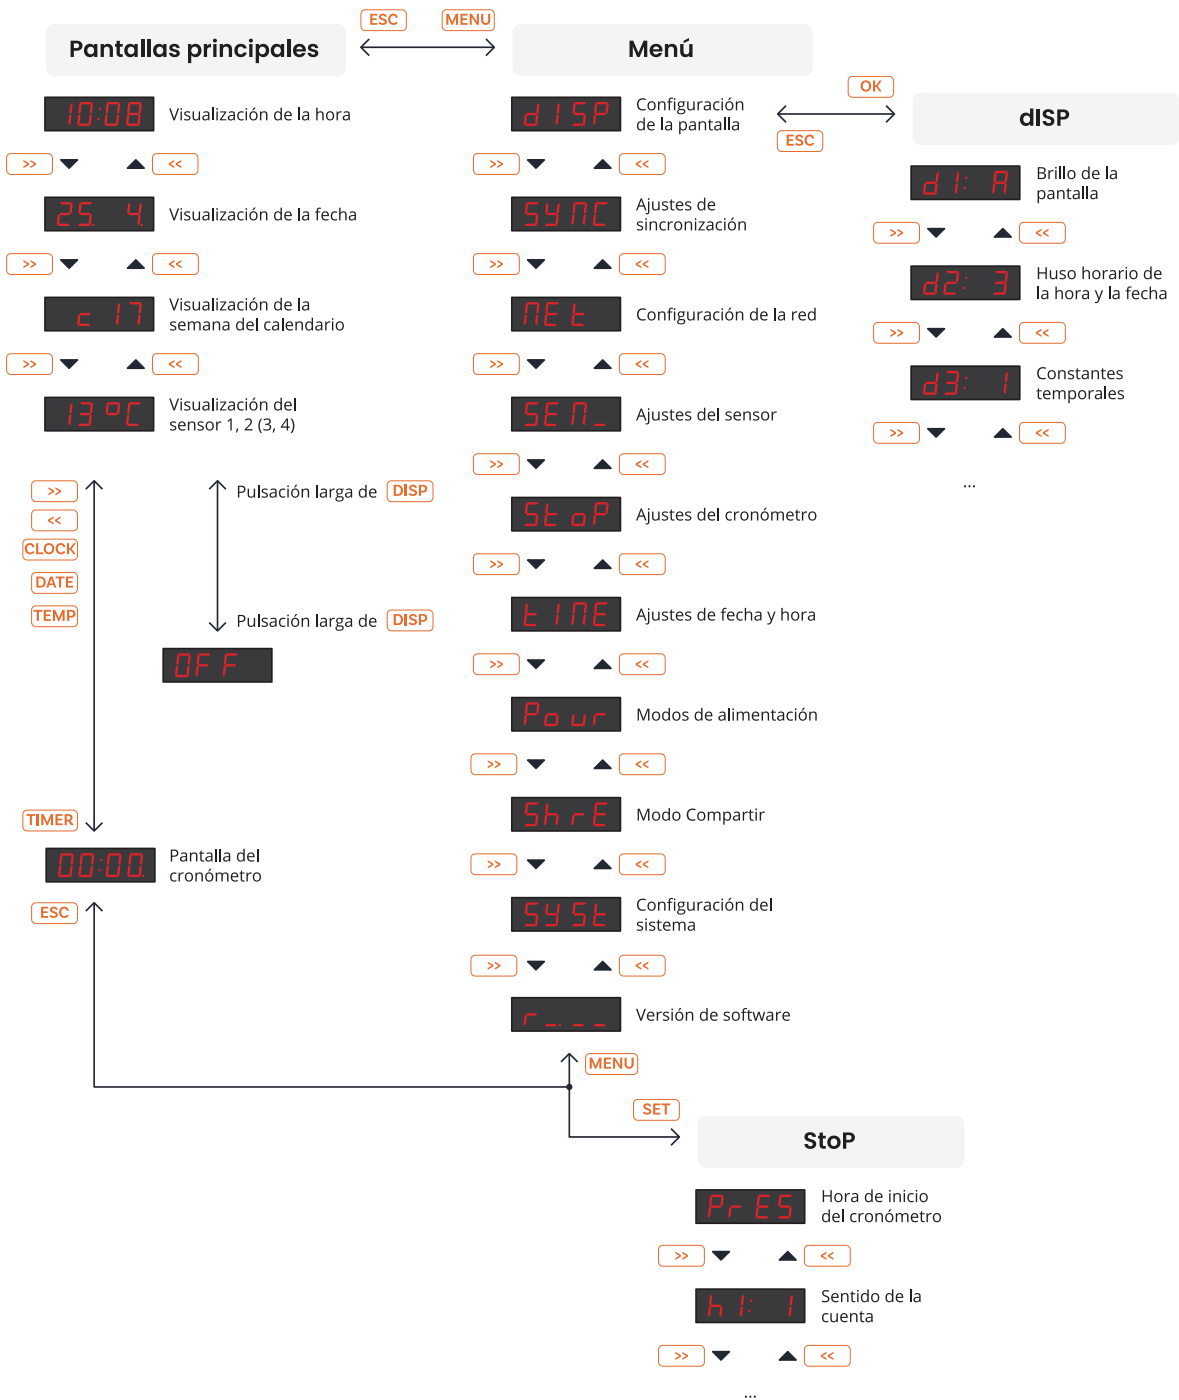 ESC MENU
Pantallas principales
Menú
OK
ESC
dISP
10:08
Visualización de la hora
>> <<
25. 4.
Visualización de la fecha
>> <<
c 17
Visualización de la
semana del calendario
>> <<
13 °C
Visualización del
sensor 1, 2 (3, 4)
>>
<<
CLOCK
DATE
TEMP
Pulsación larga de DISP
Pulsación larga de DISP
OFF
TIMER
00:00.
Pantalla del
cronómetro
ESC
dISP
Configuración
de la pantalla
>> <<
SYNC
Ajustes de
sincronización
>> <<
NEt
Configuración de la red
>> <<
SEN_
Ajustes del sensor
>> <<
StoP
Ajustes del cronómetro
>> <<
tIME
Ajustes de fecha y hora
>> <<
Pour
Modos de alimentación
>> <<
ShrE
Modo Compartir
>> <<
SYSt
Configuración del
sistema
>> <<
r _._ _
Versión de software
MENU
SET
d1: A
Brillo de la
pantalla
>> <<
d2: 3
Huso horario de
la hora y la fecha
>> <<
d3: 1
Constantes
temporales
>> <<
...
StoP
PrES
Hora de inicio
del cronómetro
>> <<
h1: 1
Sentido de la
cuenta
>> <<
...